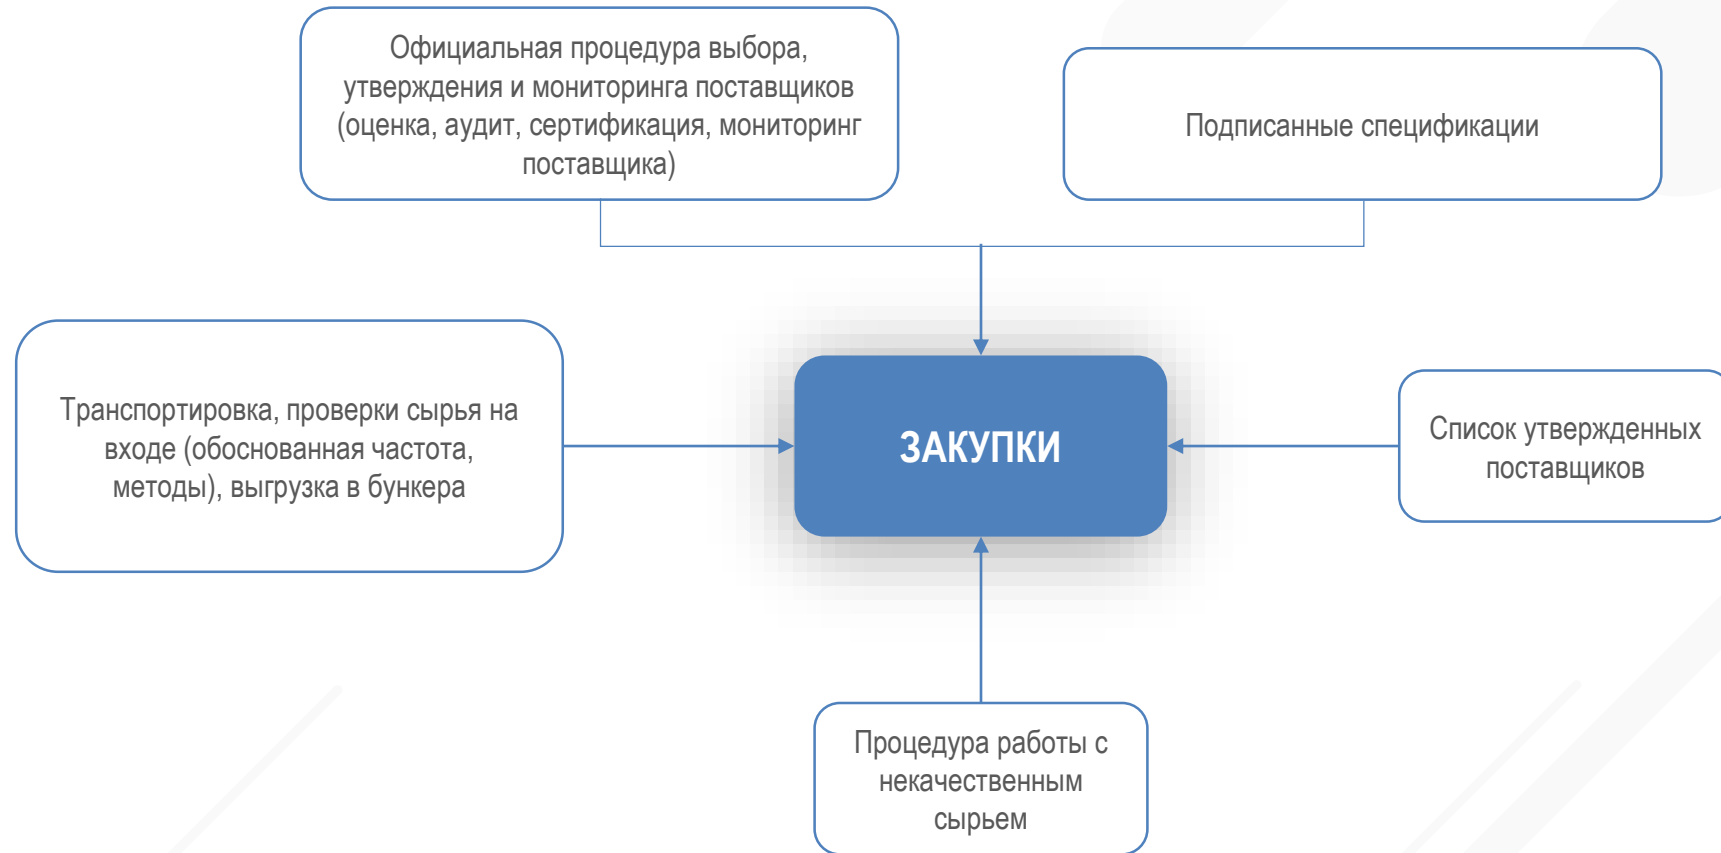 Официальная процедура выбора,
утверждения и мониторинга поставщиков
(оценка, аудит, сертификация, мониторинг
поставщика)
Подписанные спецификации
Транспортировка, проверки сырья на
входе (обоснованная частота,
методы), выгрузка в бункера
ЗАКУПКИ
Список утвержденных
поставщиков
Процедура работы с
некачественным
сырьем